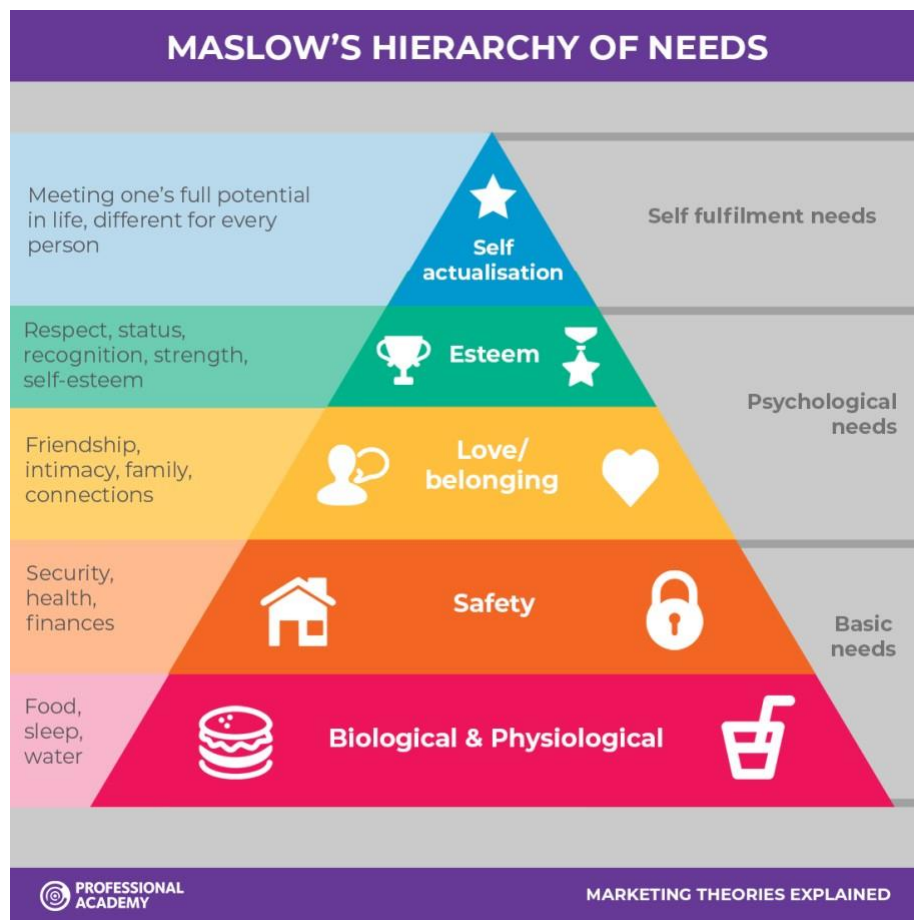 MASLOW’S HIERARCHY OF NEEDS
Meeting one’s full potential
in life, different for every
person
Self
actualisation
Self fulfilment needs
Respect, status,
recognition, strength,
self-esteem
Esteem
Psychological
needs
Friendship,
intimacy, family,
connections
Love/
belonging
Security,
health,
finances
Safety
Basic
needs
Food,
sleep,
water
Biological & Physiological
PROFESSIONAL
ACADEMY
MARKETING THEORIES EXPLAINED